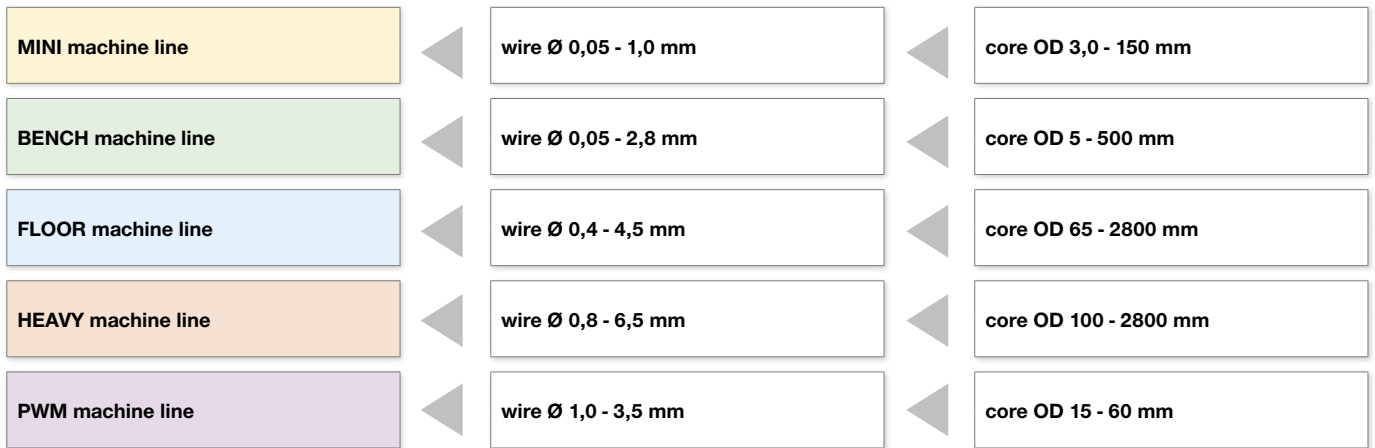 MINI machine line
wire Ø 0,05 - 1,0 mm
core OD 3,0 - 150 mm
BENCH machine line
wire Ø 0,05 - 2,8 mm
core OD 5 - 500 mm
FLOOR machine line
wire Ø 0,4 - 4,5 mm
core OD 65 - 2800 mm
HEAVY machine line
wire Ø 0,8 - 6,5 mm
core OD 100 - 2800 mm
PWM machine line
wire Ø 1,0 - 3,5 mm
core OD 15 - 60 mm